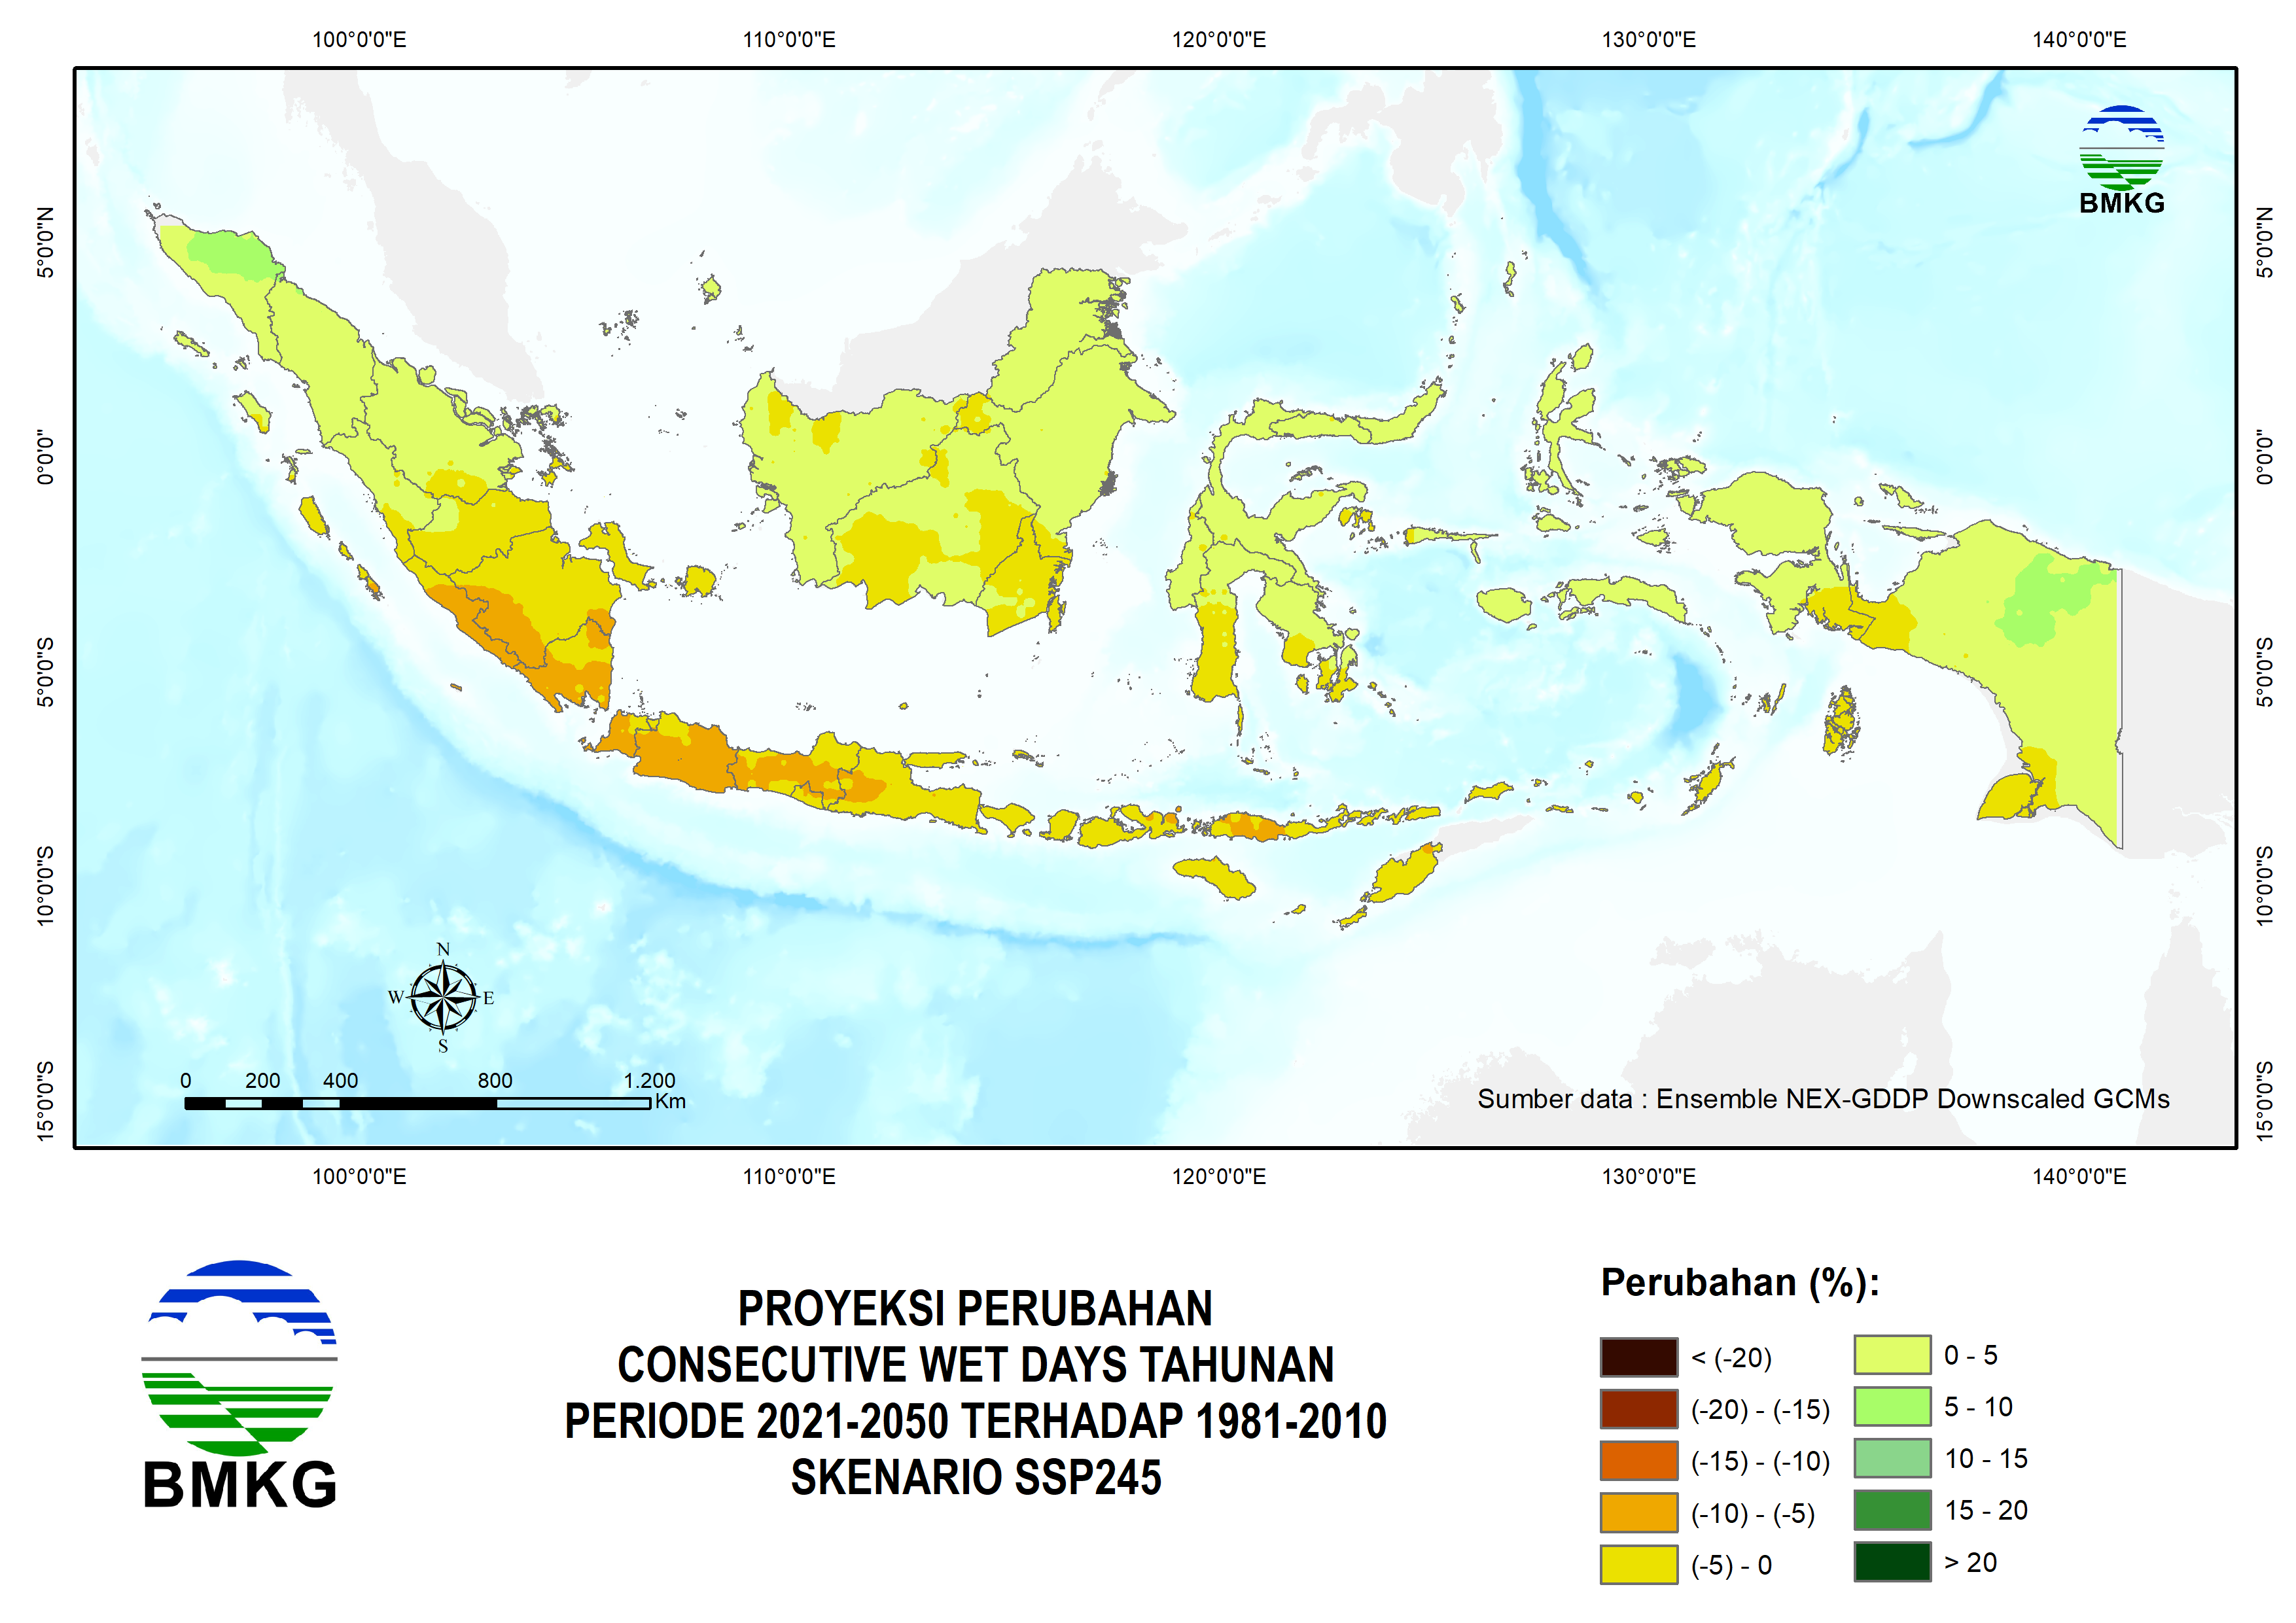 100°0'0"E 110°0'0"E 120°0'0"E 130°0'0"E 140°0'0"E
5°0'0"N
0°0'0"
5°0'0"S
10°0'0"S
15°0'0"S
BMKG
5°0'0"N
0°0'0"
5°0'0"S
10°0'0"S
15°0'0"S
N
W E
S
0 200 400 800 1.200
Km
Sumber data : Ensemble NEX-GDDP Downscaled GCMs
100°0'0"E 110°0'0"E 120°0'0"E 130°0'0"E 140°0'0"E
BMKG
PROYEKSI PERUBAHAN
CONSECUTIVE WET DAYS TAHUNAN
PERIODE 2021-2050 TERHADAP 1981-2010
SKENARIO SSP245
Perubahan (%):
< (-20)
(-20) - (-15)
(-15) - (-10)
(-10) - (-5)
(-5) - 0
0 - 5
5 - 10
10 - 15
15 - 20
> 20